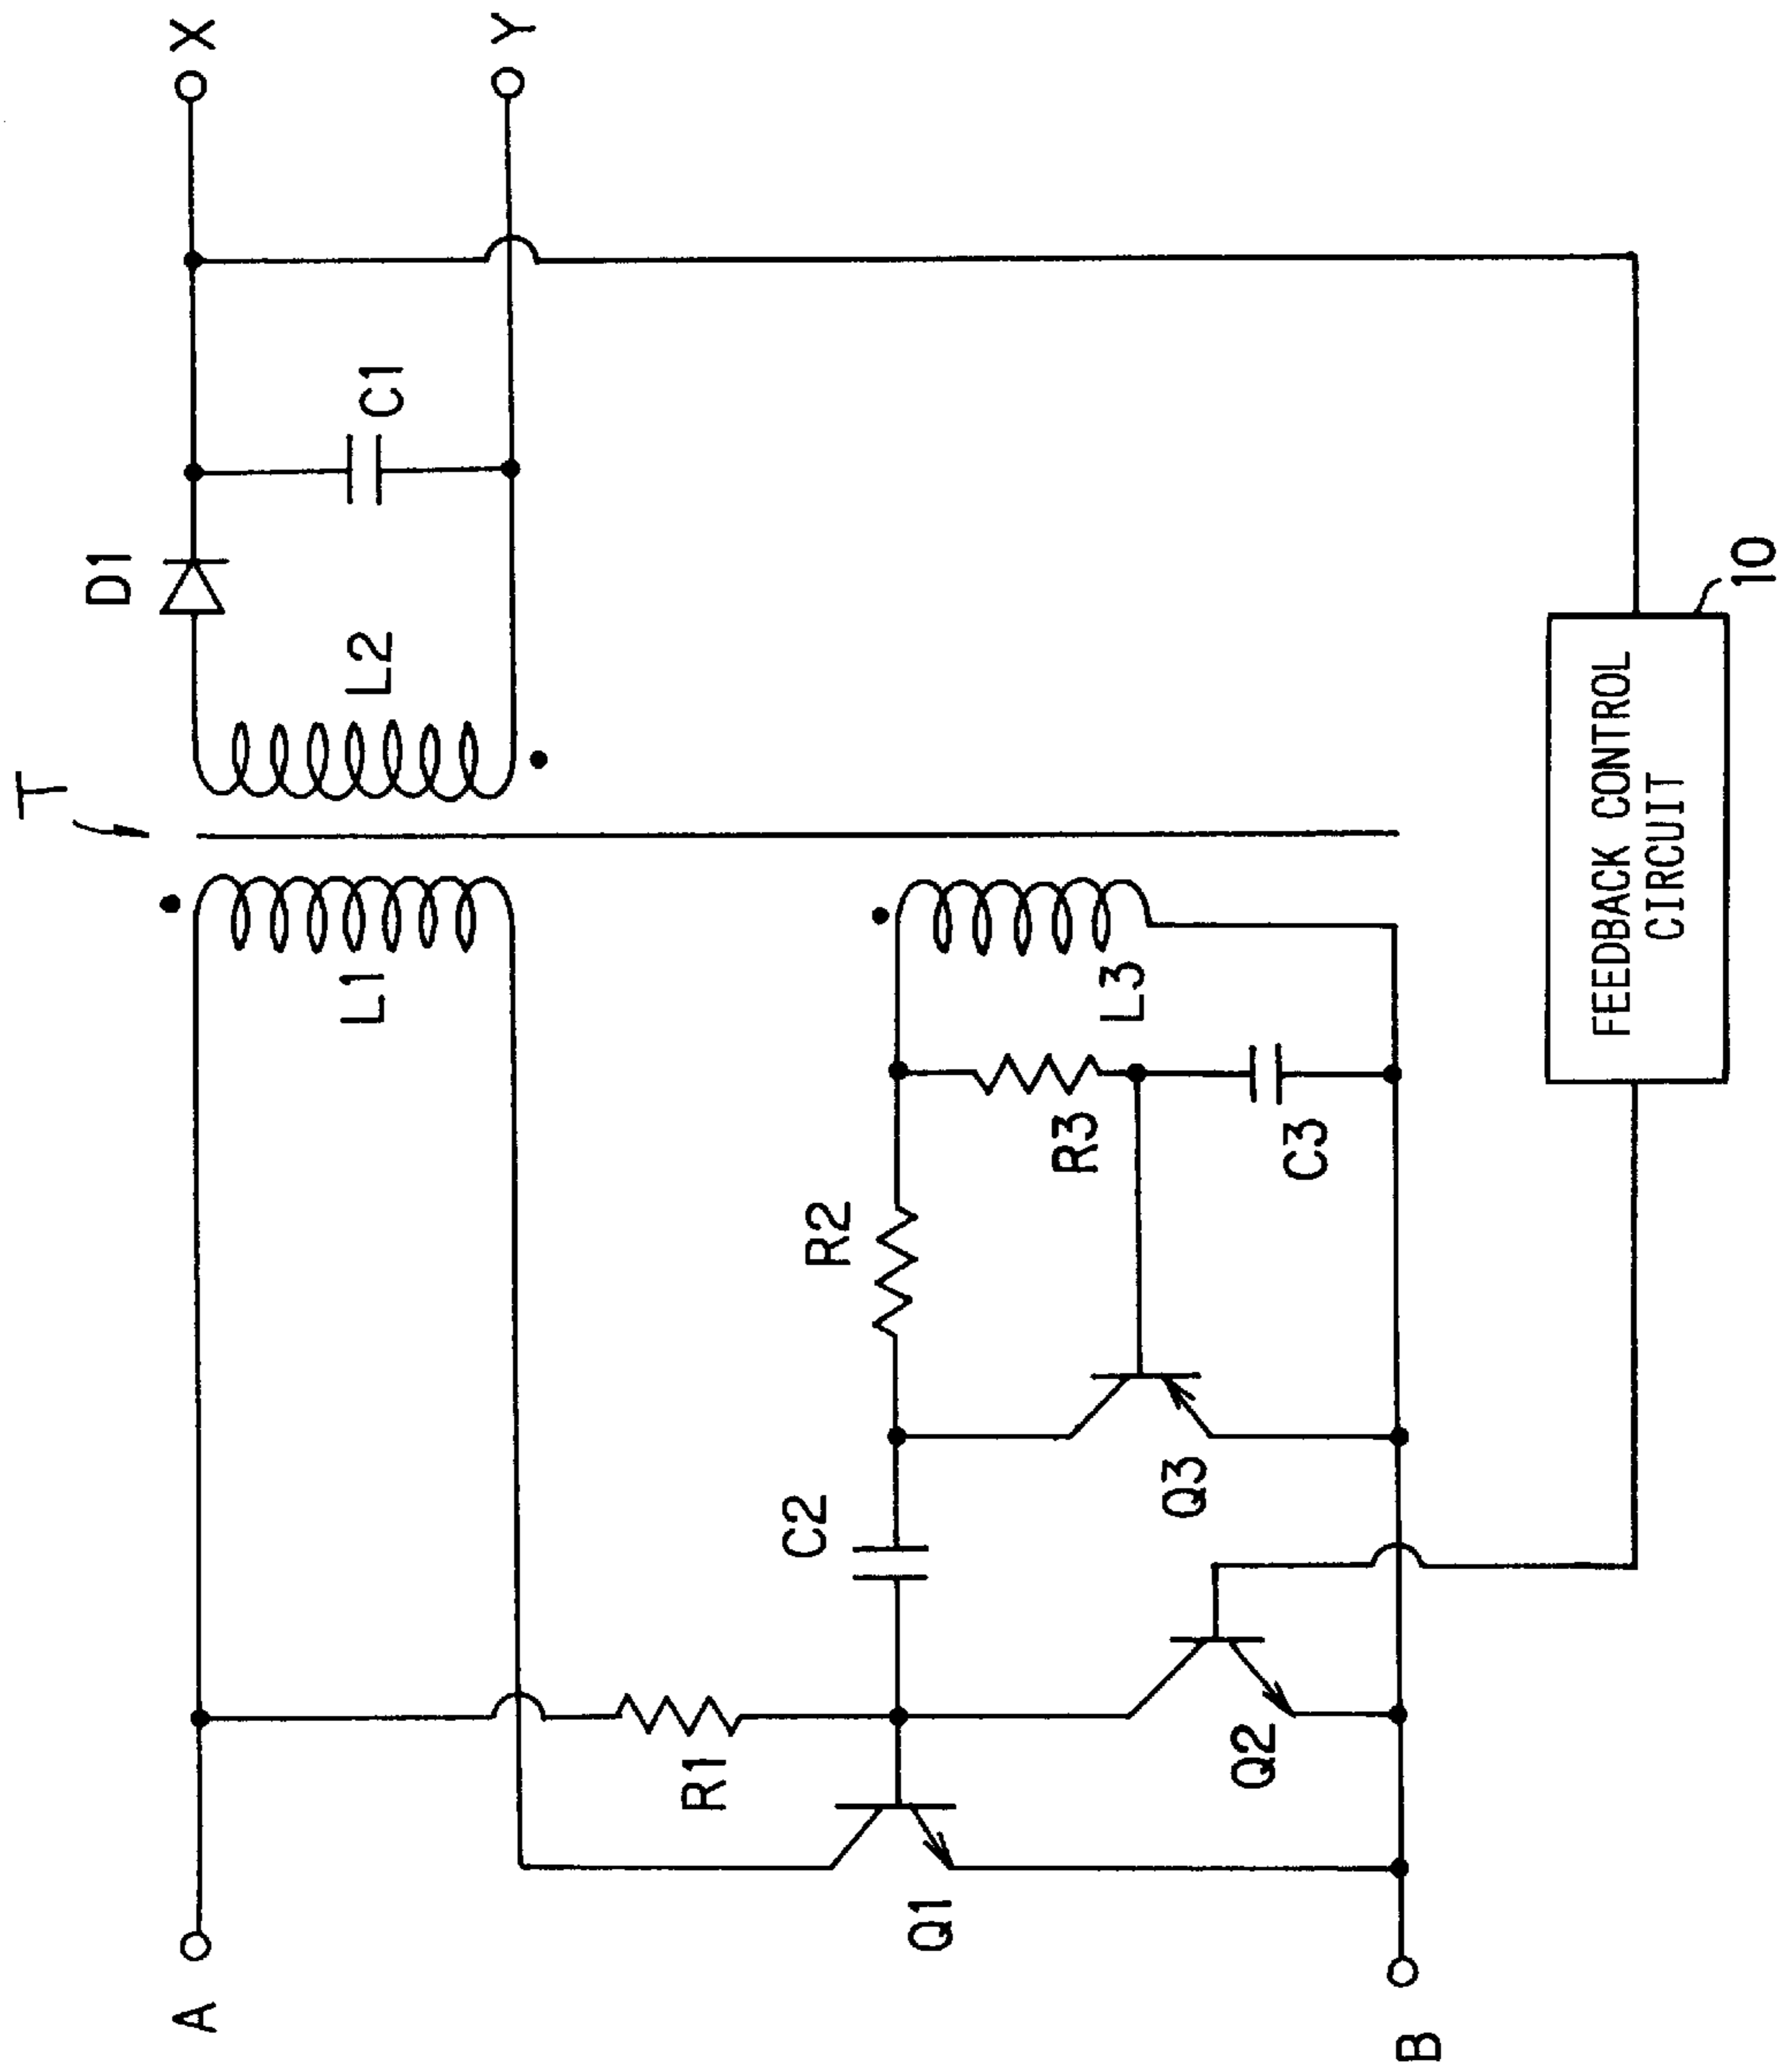 T
D1
X
L1
L2
C1
Y
A
R1
C2
R2
L3
Q1
R3
Q3
Q2
C3
B
FEEDBACK CONTROL
CIRCUIT
10